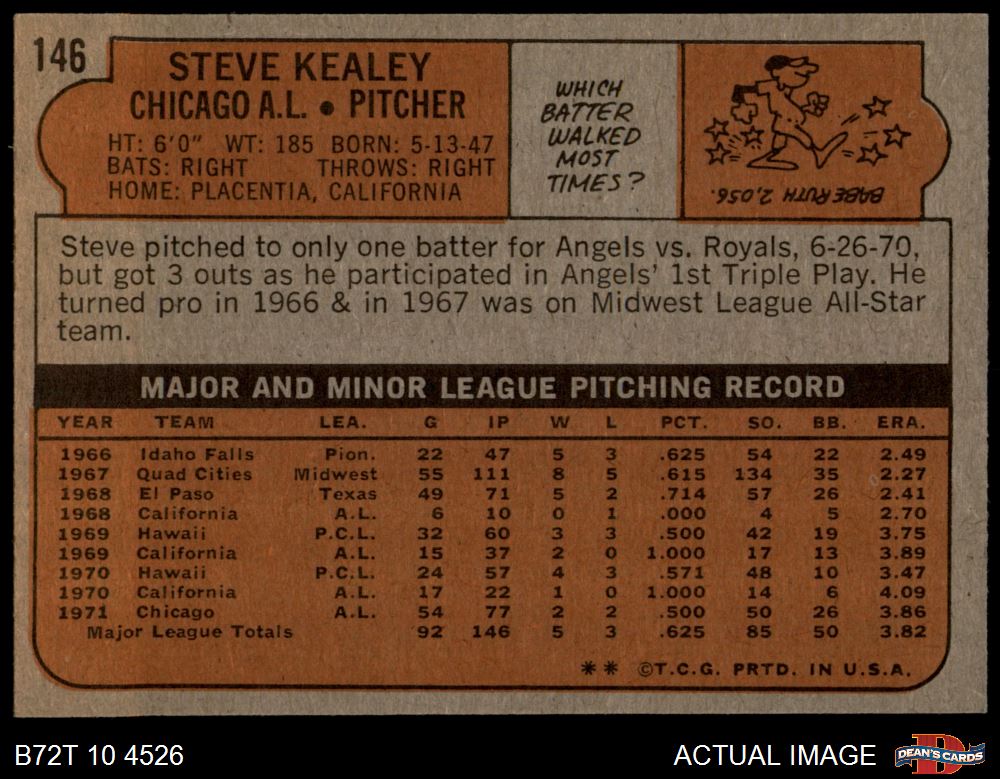 146
STEVE KEALEY
CHICAGO A.L. • PITCHER
HT: 6'0" WT: 185 BORN: 5-13-47
BATS: RIGHT THROWS: RIGHT
HOME: PLACENTIA, CALIFORNIA
WHICH
BATTER
WALKED
MOST
TIMES?
BABE RUTH 2,056.
Steve pitched to only one batter for Angels vs. Royals, 6-26-70,
but got 3 outs as he participated in Angels' 1st Triple Play. He
turned pro in 1966 & in 1967 was on Midwest League All-Star
team.
MAJOR AND MINOR LEAGUE PITCHING RECORD
YEAR TEAM LEA. G IP W L PCT. SO. BB. ERA.
1966 Idaho Falls Pion. 22 47 5 3 .625 54 22 2.49
1967 Quad Cities Midwest 55 111 8 5 .615 134 35 2.27
1968 El Paso Texas 49 71 5 2 .714 57 26 2.41
1968 California A.L. 6 10 0 1 .000 4 5 2.70
1969 Hawaii P.C.L. 32 60 3 3 .500 42 19 3.75
1969 California A.L. 15 37 2 0 1.000 17 13 3.89
1970 Hawaii P.C.L. 24 57 4 3 .571 48 10 3.47
1970 California A.L. 17 22 1 0 1.000 14 6 4.09
1971 Chicago A.L. 54 77 2 2 .500 50 26 3.86
Major League Totals 92 146 5 3 .625 85 50 3.82
** ©T.C.G. PRTD. IN U.S.A.
B72T 10 4526
ACTUAL IMAGE
DEAN'S CARDS